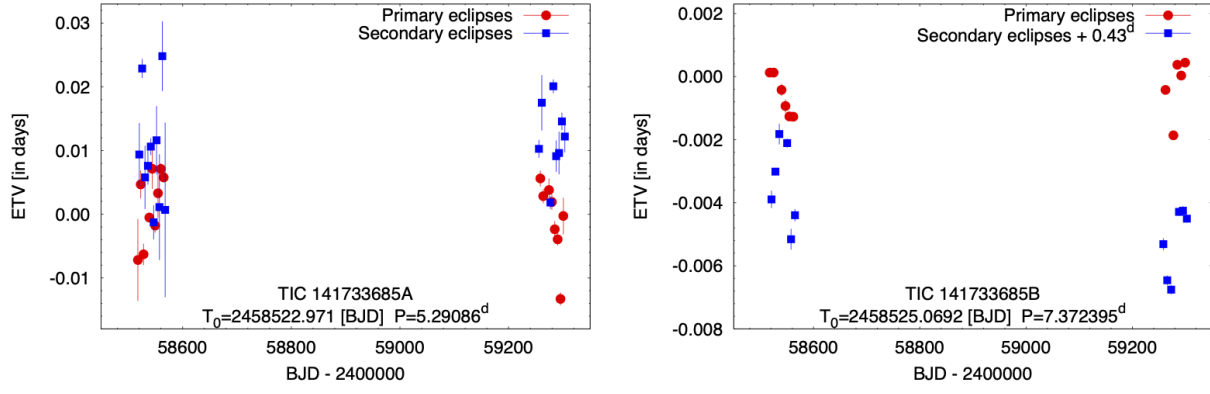 0.03
0.02
0.01
0.00
-0.01
ETV [in days]
Primary eclipses
Secondary eclipses
TIC 141733685A
T0=2458522.971 [BJD] P=5.29086d
58600 58800 59000 59200
BJD - 2400000
0.002
0.000
-0.002
-0.004
-0.006
-0.008
ETV [in days]
Primary eclipses
Secondary eclipses + 0.43d
TIC 141733685B
T0=2458525.0692 [BJD] P=7.372395d
58600 58800 59000 59200
BJD - 2400000